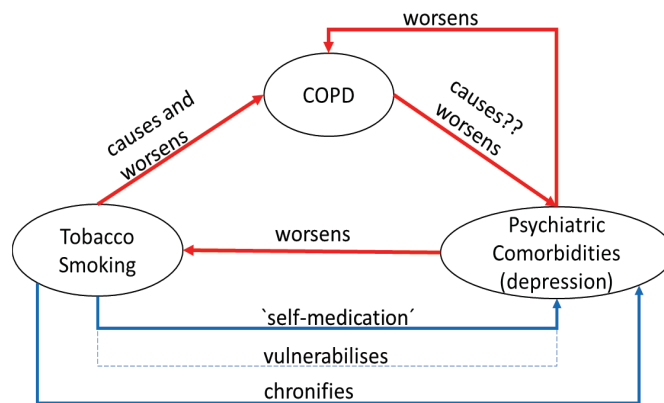 worsens
COPD
causes and
worsens
causes??
worsens
Tobacco
Smoking
worsens
Psychiatric
Comorbidities
(depression)
`self-medication´
vulnerabilises
chronifies